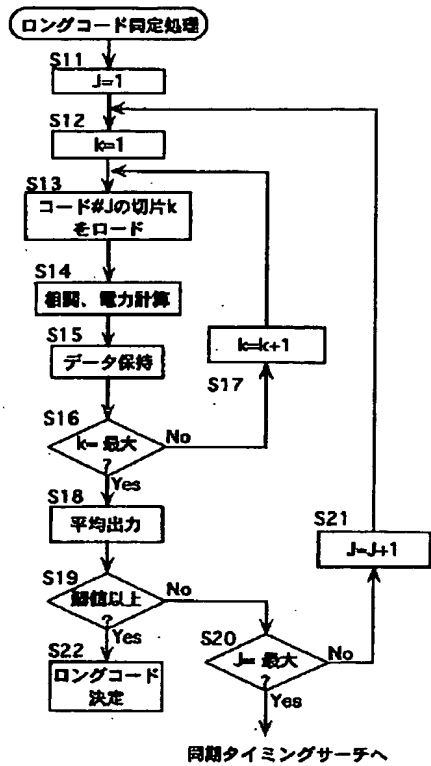 ロングコード同定処理
S11
J=1
S12
k=1
S13
コード#Jの切片k
をロード
S14
相関、電力計算
S15
データ保持
k=k+1
S17
S16
k= 最大
?
No
Yes
S18
平均出力
S21
J=J+1
S19
閾値以上
?
No
Yes
S20
J= 最大
?
No
Yes
S22
ロングコード
決定
同期タイミングサーチへ